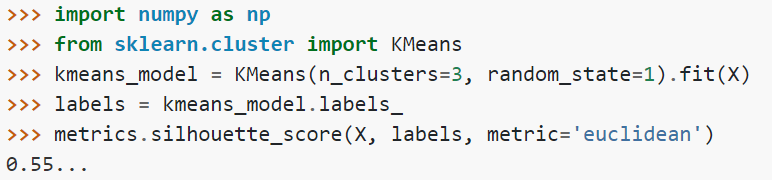 >>> import numpy as np
>>> from sklearn.cluster import KMeans
>>> kmeans_model = KMeans(n_clusters=3, random_state=1).fit(X)
>>> labels = kmeans_model.labels_
>>> metrics.silhouette_score(X, labels, metric='euclidean')
0.55...